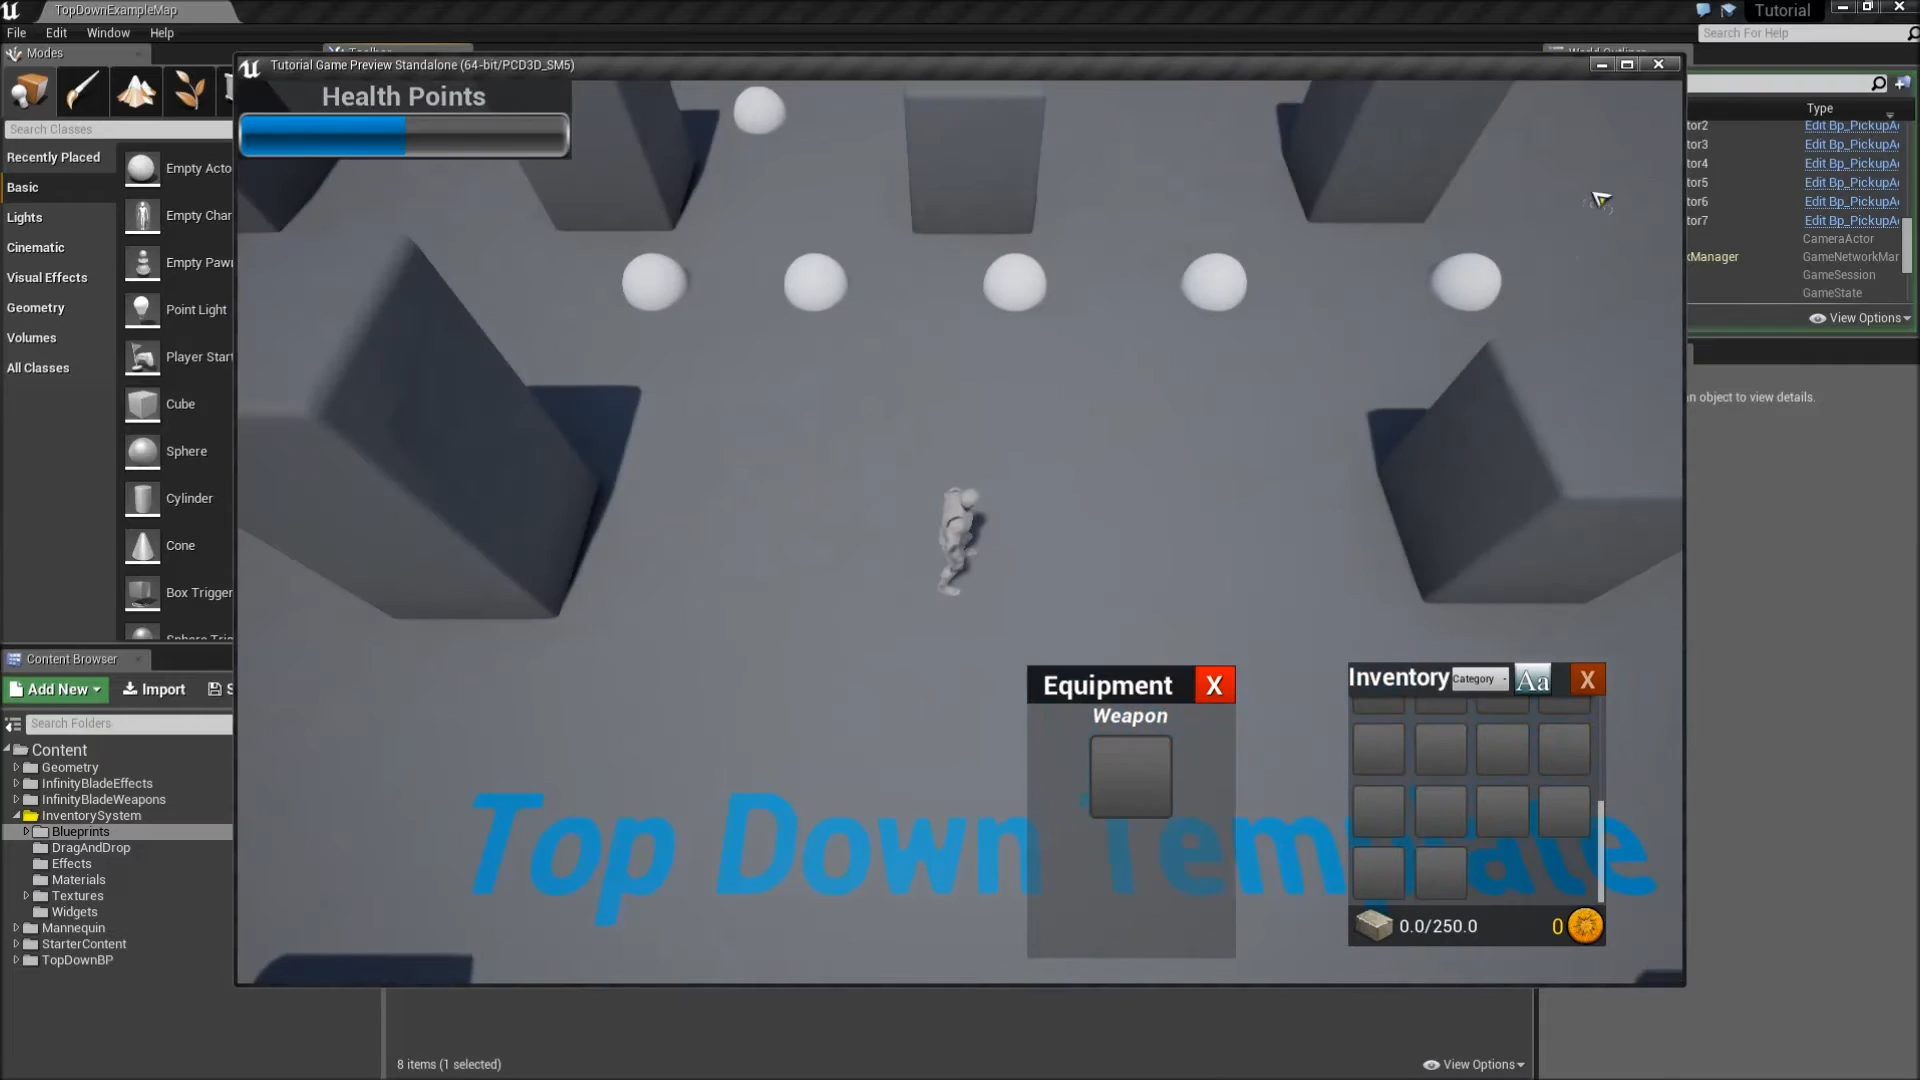 TopDownExampleMap
Tutorial
File Edit Window Help
Search For Help
Modes
Tutorial Game Preview Standalone (64-bit/PCD3D_SM5)
Health Points
Search Classes
Recently Placed
Basic
Lights
Cinematic
Visual Effects
Geometry
Volumes
All Classes
Empty Acto
Empty Char
Empty Pawn
Point Light
Player Start
Cube
Sphere
Cylinder
Cone
Box Trigger
Type
tor2 Edit Bp_PickupA
tor3 Edit Bp_PickupA
tor4 Edit Bp_PickupA
tor5 Edit Bp_PickupA
tor6 Edit Bp_PickupA
tor7 Edit Bp_PickupA
CameraActor
kManager GameNetworkMar
GameSession
GameState
View Options
n object to view details.
Content Browser
Add New Import S
Search Folders
Content
Geometry
InfinityBladeEffects
InfinityBladeWeapons
InventorySystem
Blueprints
DragAndDrop
Effects
Materials
Textures
Widgets
Mannequin
StarterContent
TopDownBP
Equipment X
Weapon
Inventory Category Aa X
0.0/250.0 0
Top Down Template
8 items (1 selected)
View Options